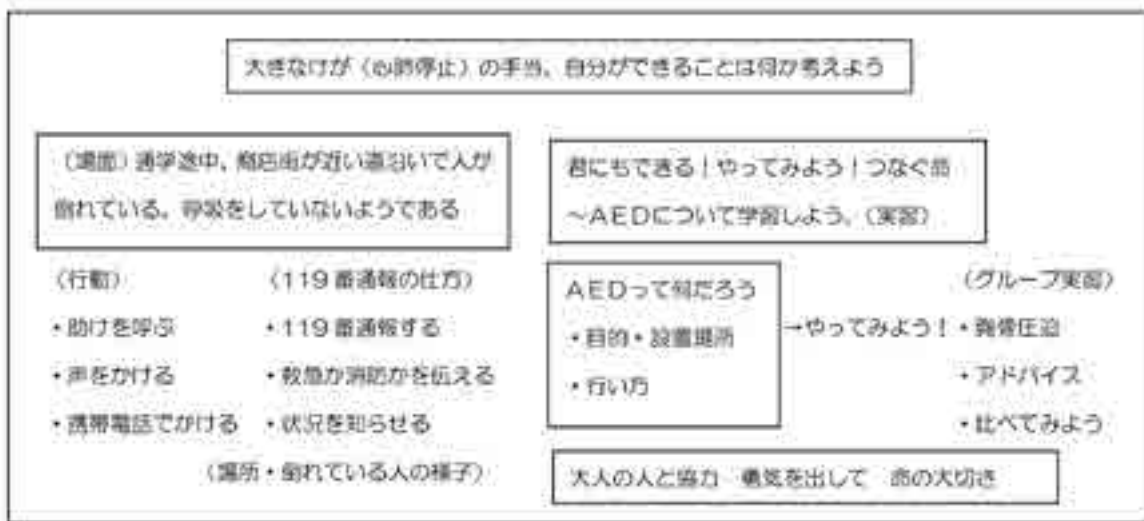 大きなけが（心肺停止）の手当、自分ができることは何か考えよう
（場面）通学途中、商店街が近い道沿いで人が
倒れている。呼吸をしていないようである
（行動）
・助けを呼ぶ
・声をかける
・携帯電話でかける
（119番通報の仕方）
・119番通報する
・救急か消防かを伝える
・状況を知らせる
（場所・倒れている人の様子）
君にもできる！やってみよう！つなぐ命
～AEDについて学習しよう。（実習）
AEDって何だろう
・目的・設置場所
・行い方
→やってみよう！
（グループ実習）
・胸骨圧迫
・アドバイス
・比べてみよう
大人の人と協力　勇気を出して　命の大切さ